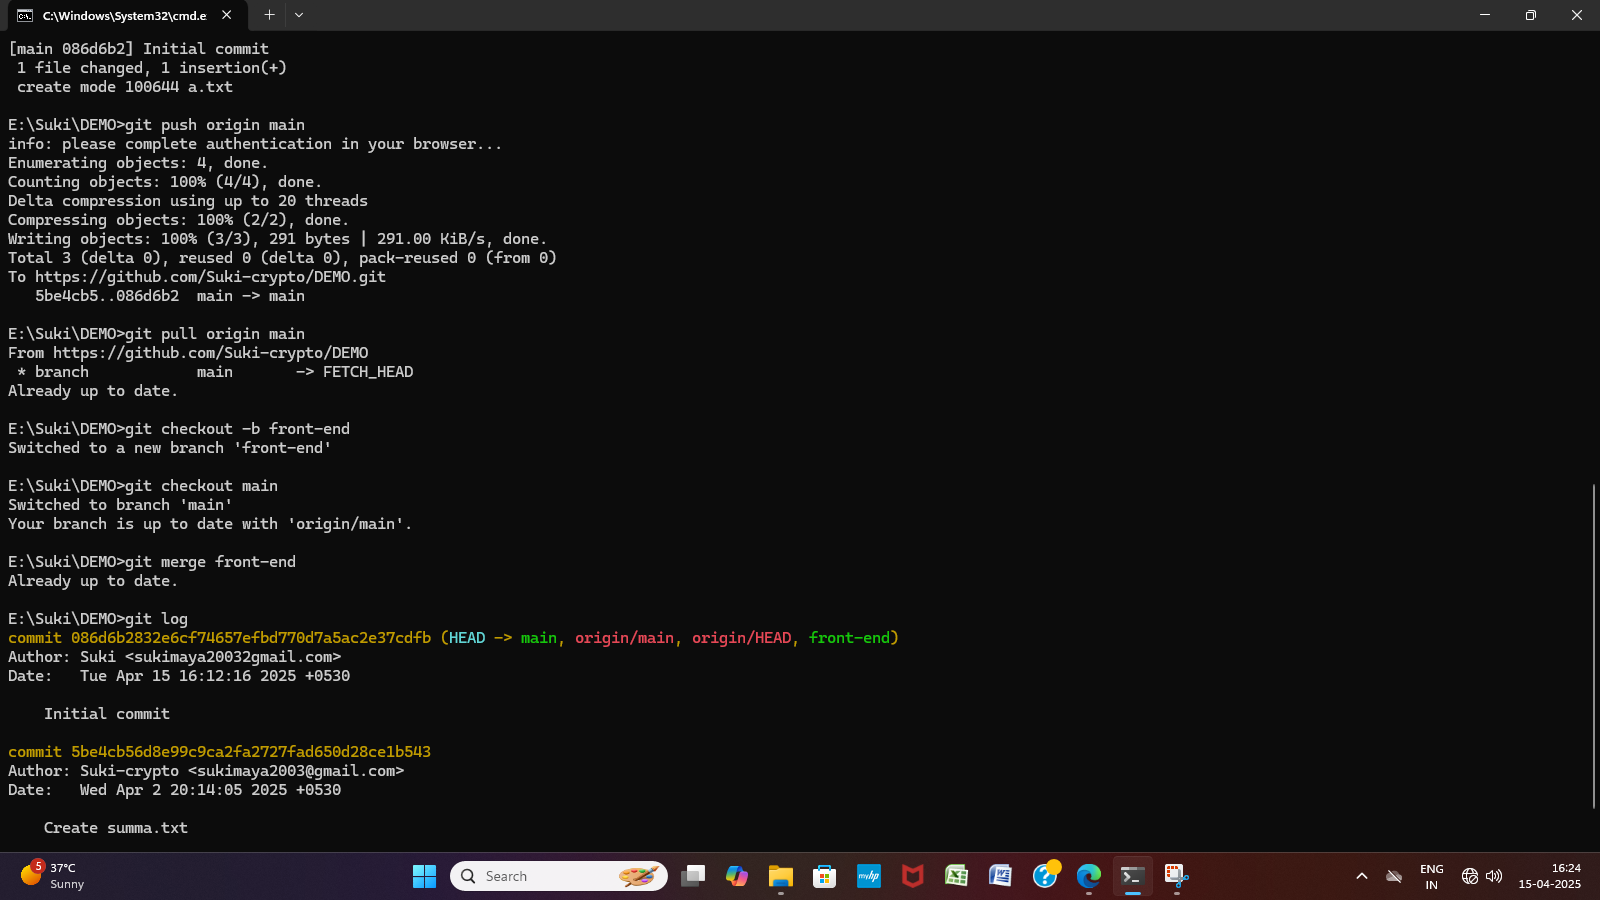 C:\Windows\System32\cmd.e
[main 086d6b2] Initial commit
 1 file changed, 1 insertion(+)
 create mode 100644 a.txt
E:\Suki\DEMO>git push origin main
info: please complete authentication in your browser...
Enumerating objects: 4, done.
Counting objects: 100% (4/4), done.
Delta compression using up to 20 threads
Compressing objects: 100% (2/2), done.
Writing objects: 100% (3/3), 291 bytes | 291.00 KiB/s, done.
Total 3 (delta 0), reused 0 (delta 0), pack-reused 0 (from 0)
To https://github.com/Suki-crypto/DEMO.git
   5be4cb5..086d6b2  main -> main
E:\Suki\DEMO>git pull origin main
From https://github.com/Suki-crypto/DEMO
 * branch            main       -> FETCH_HEAD
Already up to date.
E:\Suki\DEMO>git checkout -b front-end
Switched to a new branch 'front-end'
E:\Suki\DEMO>git checkout main
Switched to branch 'main'
Your branch is up to date with 'origin/main'.
E:\Suki\DEMO>git merge front-end
Already up to date.
E:\Suki\DEMO>git log
commit 086d6b2832e6cf74657efbd770d7a5ac2e37cdfb (HEAD -> main, origin/main, origin/HEAD, front-end)
Author: Suki <sukimaya20032gmail.com>
Date:   Tue Apr 15 16:12:16 2025 +0530
    Initial commit
commit 5be4cb56d8e99c9ca2fa2727fad650d28ce1b543
Author: Suki-crypto <sukimaya2003@gmail.com>
Date:   Wed Apr 2 20:14:05 2025 +0530
    Create summa.txt
5
37°C
Sunny
Search
myhp
ENG
IN
16:24
15-04-2025